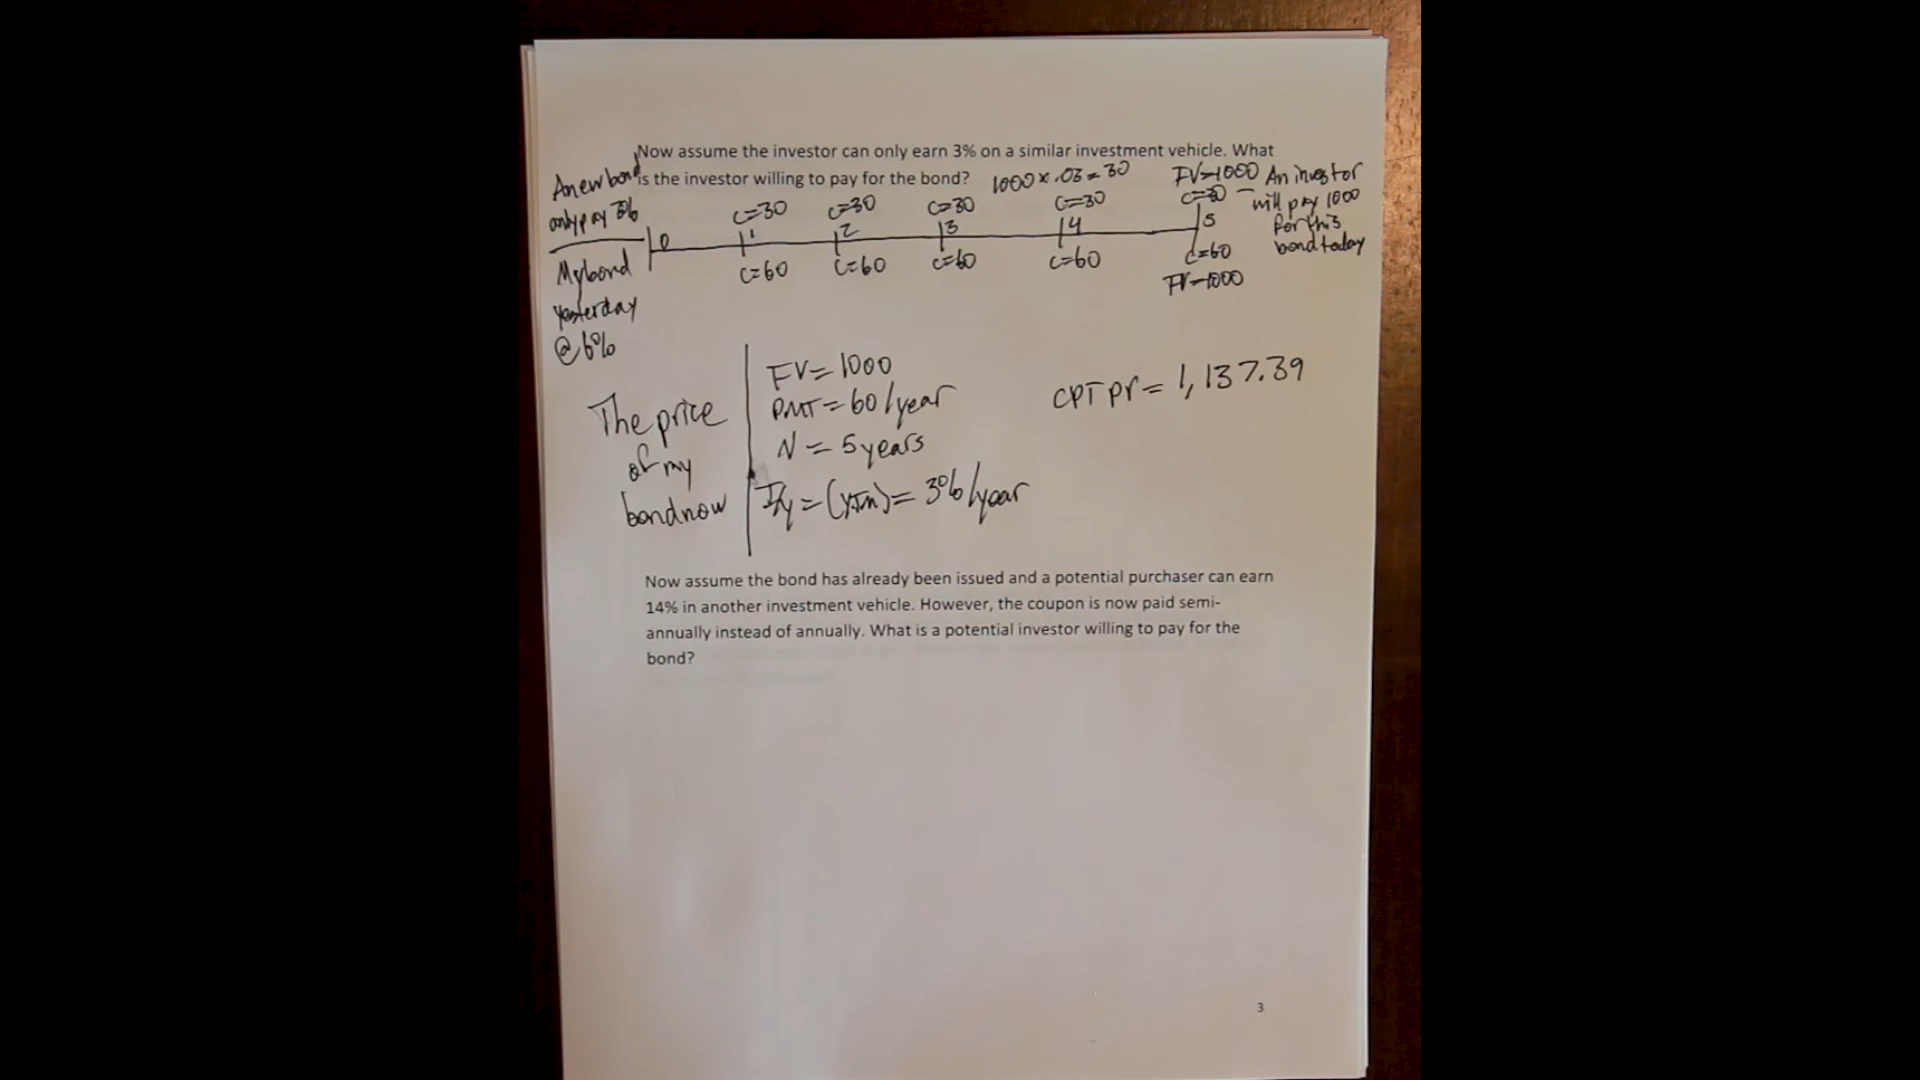 Now assume the investor can only earn 3% on a similar investment vehicle. What
is the investor willing to pay for the bond? 1000 x .03 = 30
A new bond
only pay 3%
FV=1000
C=30 C=30 C=30 C=30 C=30
An investor
will pay 1000
for this
bond today
0 1 2 3 4 5
C=60 C=60 C=60 C=60 C=60
FV=1000
My bond
yesterday
@ 6%
The price
of my
bond now
FV = 1000
PMT = 60/year
N = 5 years
I/y = (YTM) = 3%/year
CPT PV = 1,137.39
Now assume the bond has already been issued and a potential purchaser can earn
14% in another investment vehicle. However, the coupon is now paid semi-
annually instead of annually. What is a potential investor willing to pay for the
bond?
3